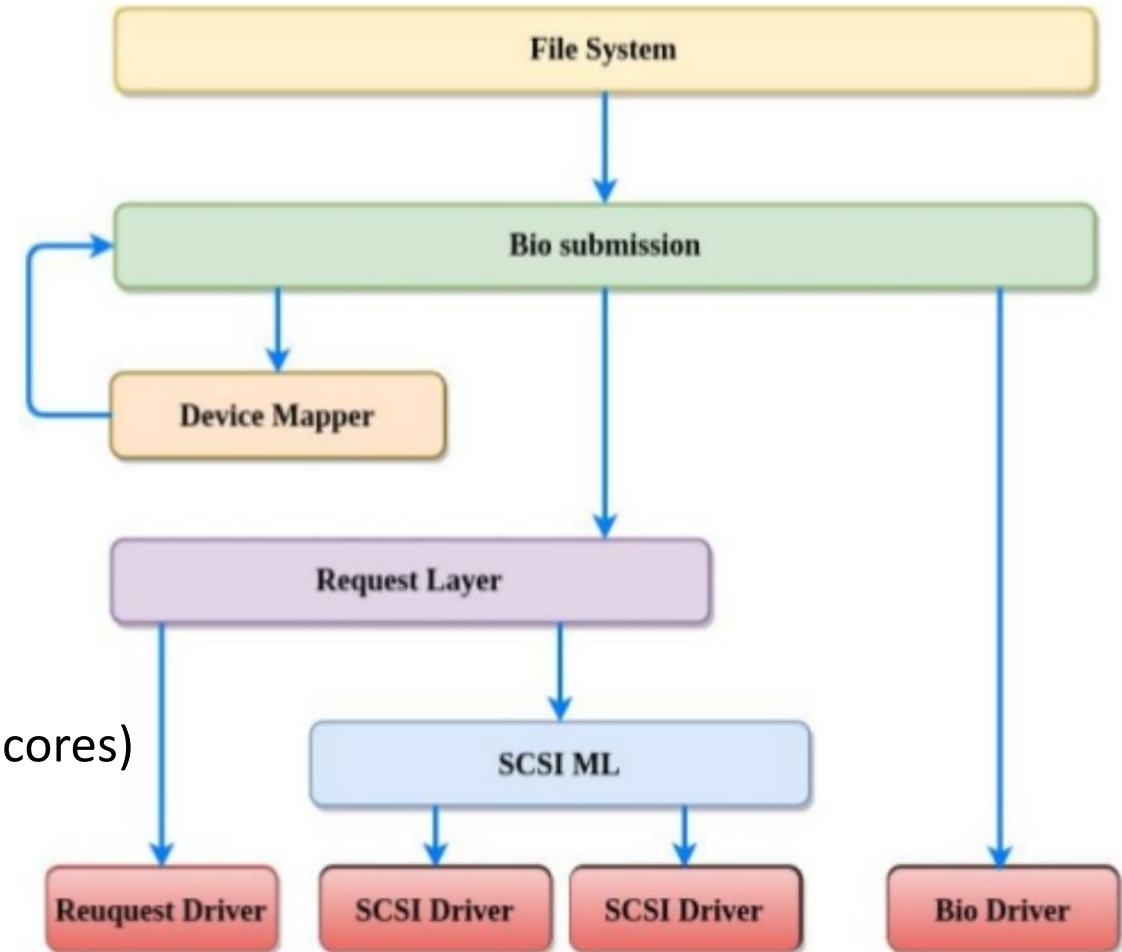 File System
Bio submission
Device Mapper
Request Layer
cores)
SCSI ML
Reuquest Driver
SCSI Driver
SCSI Driver
Bio Driver